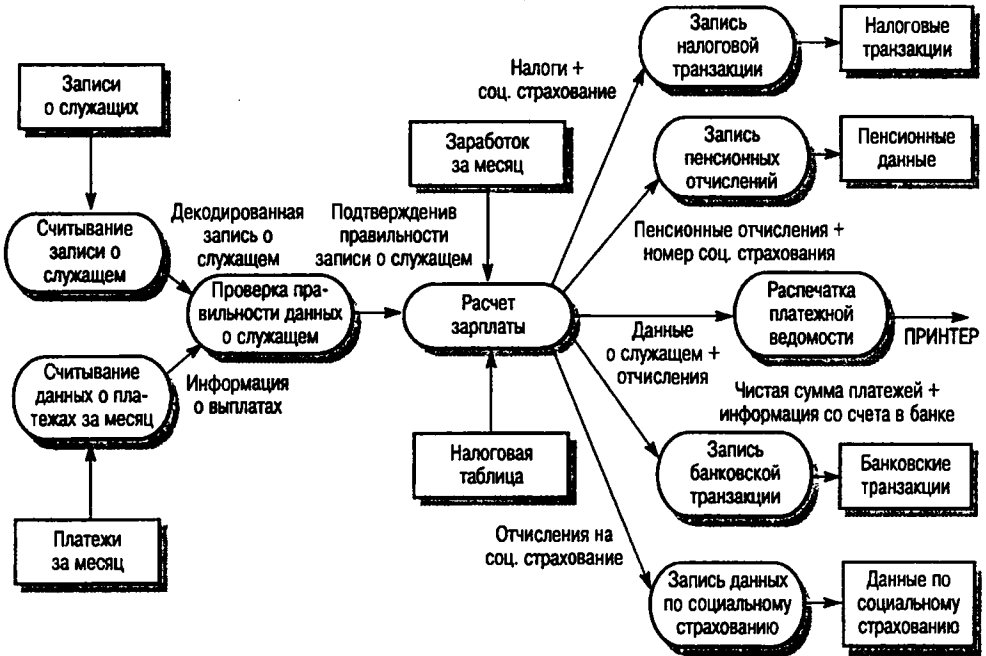 Записи
о служащих
Считывание
записи о
служащем
Декодированная
запись о
служащем
Проверка пра-
вильности данных
о служащем
Считывание
данных о пла-
тежах за месяц
Информация
о выплатах
Платежи
за месяц
Заработок
за месяц
Подтвержденив
правильности
записи о служащем
Расчет
зарплаты
Налоговая
таблица
Налоги +
соц. страхование
Запись
налоговой
транзакции
Налоговые
транзакции
Запись
пенсионных
отчислений
Пенсионные
данные
Пенсионные отчисления +
номер соц. страхования
Данные
о служащем +
отчисления
Распечатка
платежной
ведомости
ПРИНТЕР
Чистая сумма платежей +
информация со счета в банке
Запись
банковской
транзакции
Банковские
транзакции
Отчисления на
соц. страхование
Запись данных
по социальному
страхованию
Данные по
социальному
страхованию